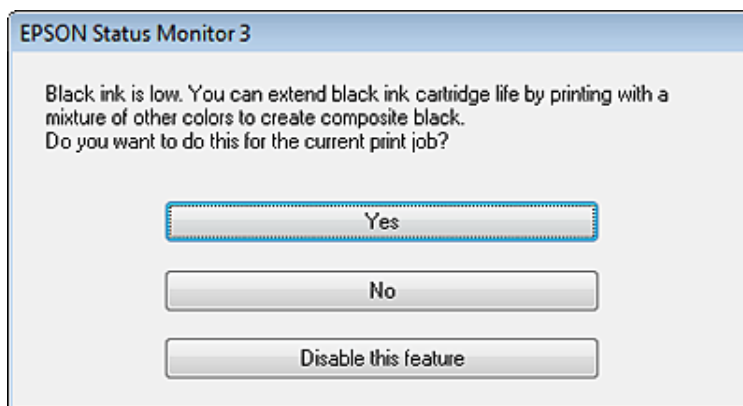 EPSON Status Monitor 3
Black ink is low. You can extend black ink cartridge life by printing with a
mixture of other colors to create composite black.
Do you want to do this for the current print job?
Yes
No
Disable this feature